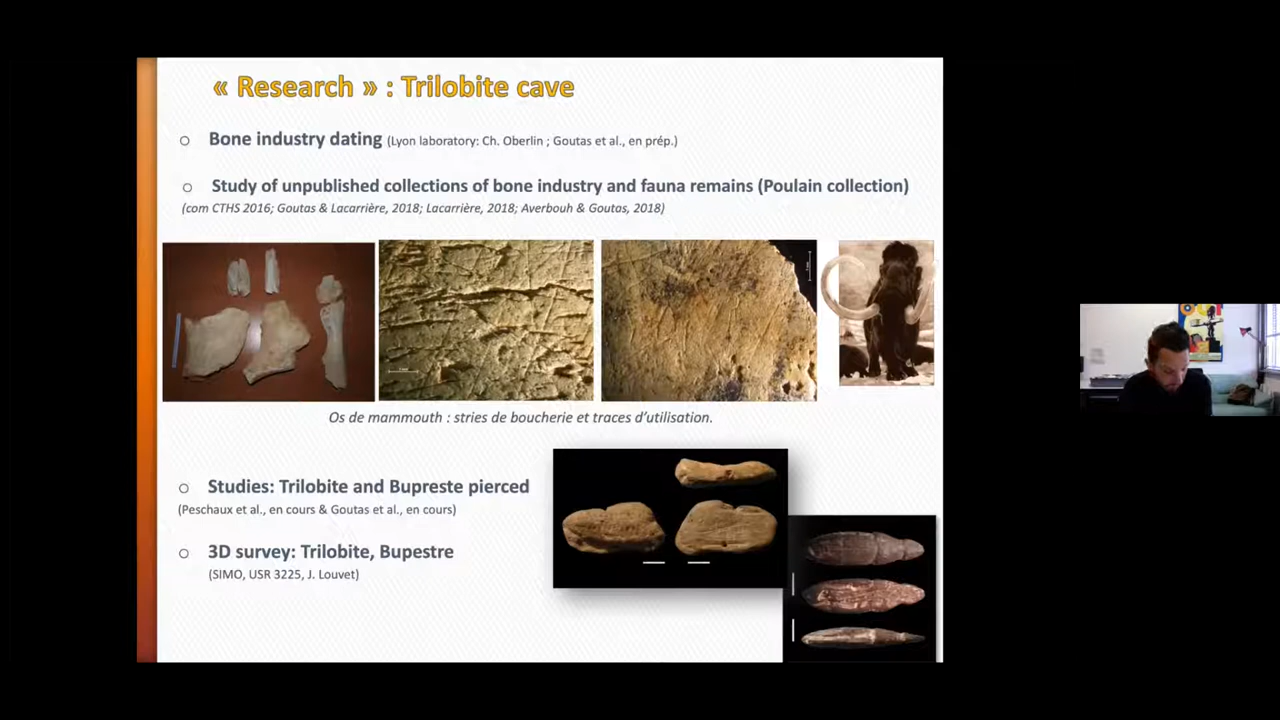 « Research » : Trilobite cave
Bone industry dating (Lyon laboratory: Ch. Oberlin ; Goutas et al., en prép.)
Study of unpublished collections of bone industry and fauna remains (Poulain collection)
(com CTHS 2016; Goutas & Lacarrière, 2018; Lacarrière, 2018; Averbouh & Goutas, 2018)
Os de mammouth : stries de boucherie et traces d'utilisation.
Studies: Trilobite and Bupreste pierced
(Peschaux et al., en cours & Goutas et al., en cours)
3D survey: Trilobite, Bupestre
(SIMO, USR 3225, J. Louvet)